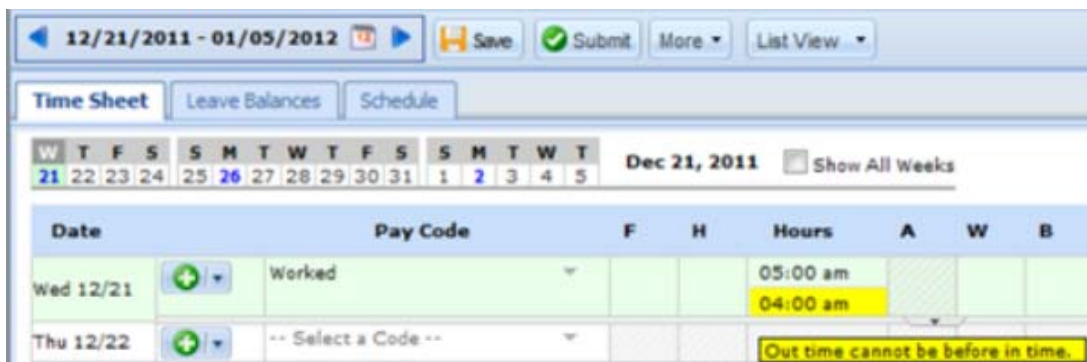 12/21/2011 - 01/05/2012 12 Save Submit More List View
Time Sheet Leave Balances Schedule
W T F S S M T W T F S S M T W T Dec 21, 2011 Show All Weeks
21 22 23 24 25 26 27 28 29 30 31 1 2 3 4 5
Date Pay Code F H Hours A W B
Wed 12/21 Worked 05:00 am
04:00 am
Thu 12/22 -- Select a Code --
Out time cannot be before in time.